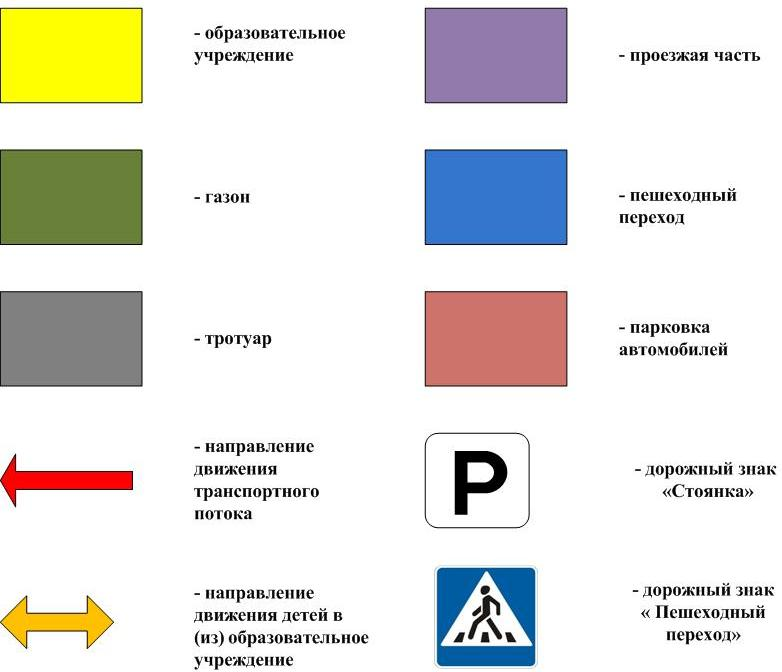 - образовательное
учреждение
- проезжая часть
- газон
- пешеходный
переход
- тротуар
- парковка
автомобилей
- направление
движения
транспортного
потока
P
- дорожный знак
«Стоянка»
- направление
движения детей в
(из) образовательное
учреждение
- дорожный знак
« Пешеходный
переход»